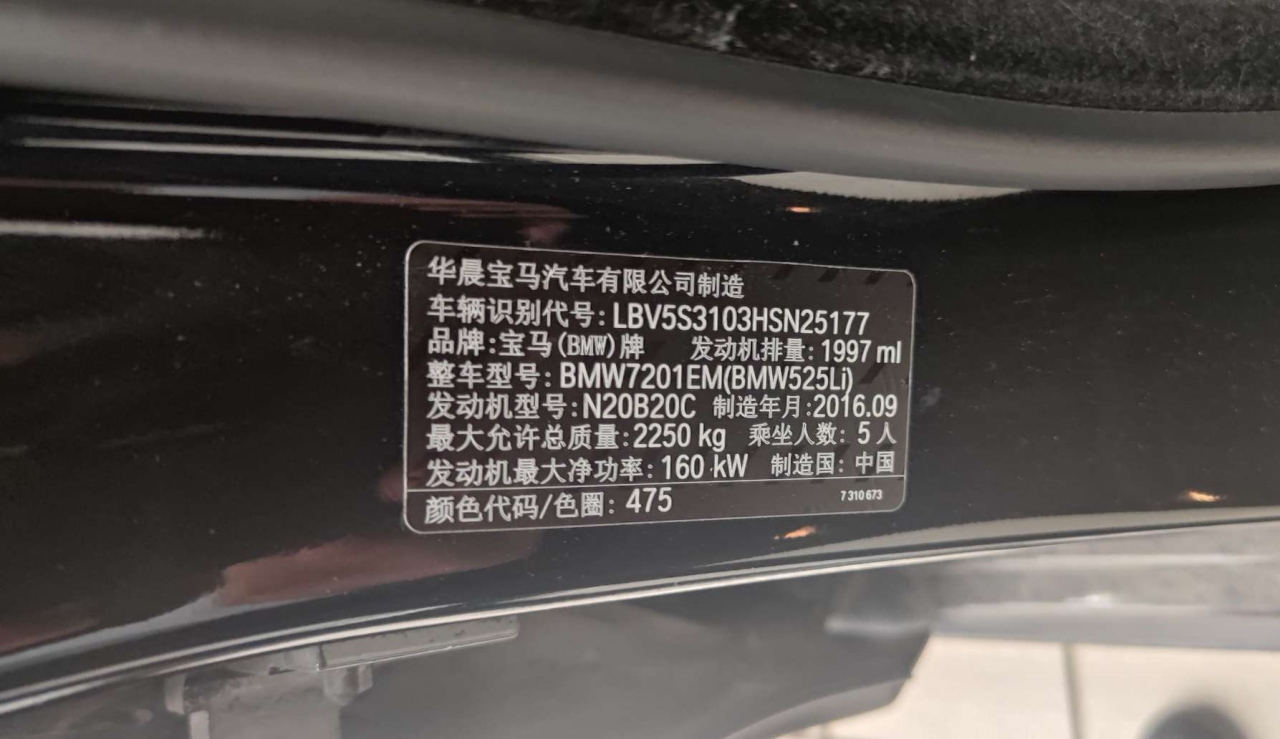 华晨宝马汽车有限公司制造
车辆识别代号: LBV5S3103HSN25177
品牌: 宝马(BMW)牌 发动机排量: 1997 ml
整车型号: BMW7201EM(BMW525Li)
发动机型号: N20B20C 制造年月: 2016.09
最大允许总质量: 2250 kg 乘坐人数: 5 人
发动机最大净功率: 160 kW 制造国: 中国
颜色代码/色圈: 475 7 310 673